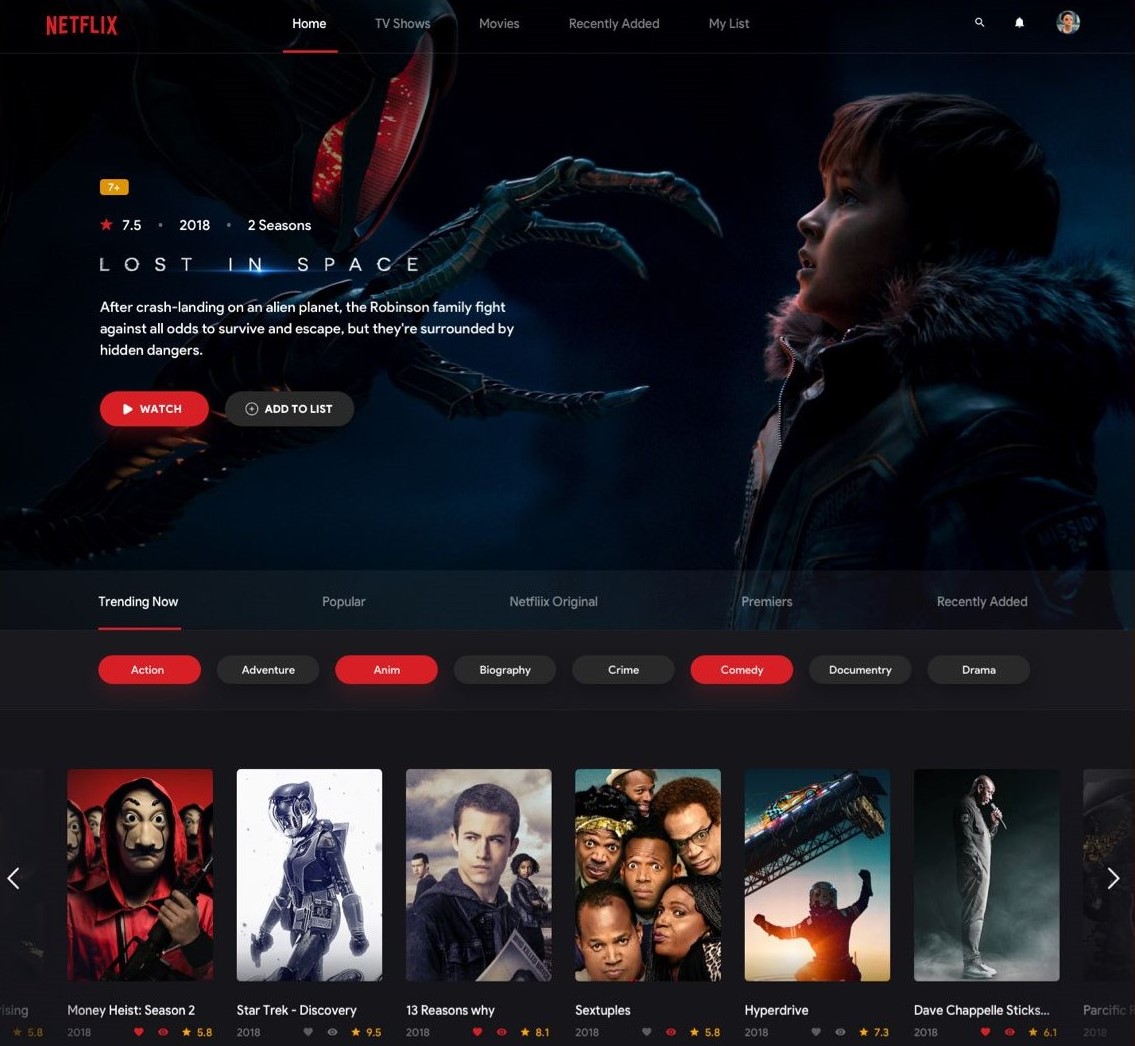 NETFLIX
Home TV Shows Movies Recently Added My List
7+
7.5 • 2018 • 2 Seasons
LOST IN SPACE
After crash-landing on an alien planet, the Robinson family fight
against all odds to survive and escape, but they're surrounded by
hidden dangers.
WATCH ADD TO LIST
MISSION
24
Trending Now Popular Netfliix Original Premiers Recently Added
Action Adventure Anim Biography Crime Comedy Documentry Drama
ising Money Heist: Season 2 Star Trek - Discovery 13 Reasons why Sextuples Hyperdrive Dave Chappelle Sticks... Parcific R
5.8 2018 5.8 2018 9.5 2018 8.1 2018 5.8 2018 7.3 2018 6.1 2018